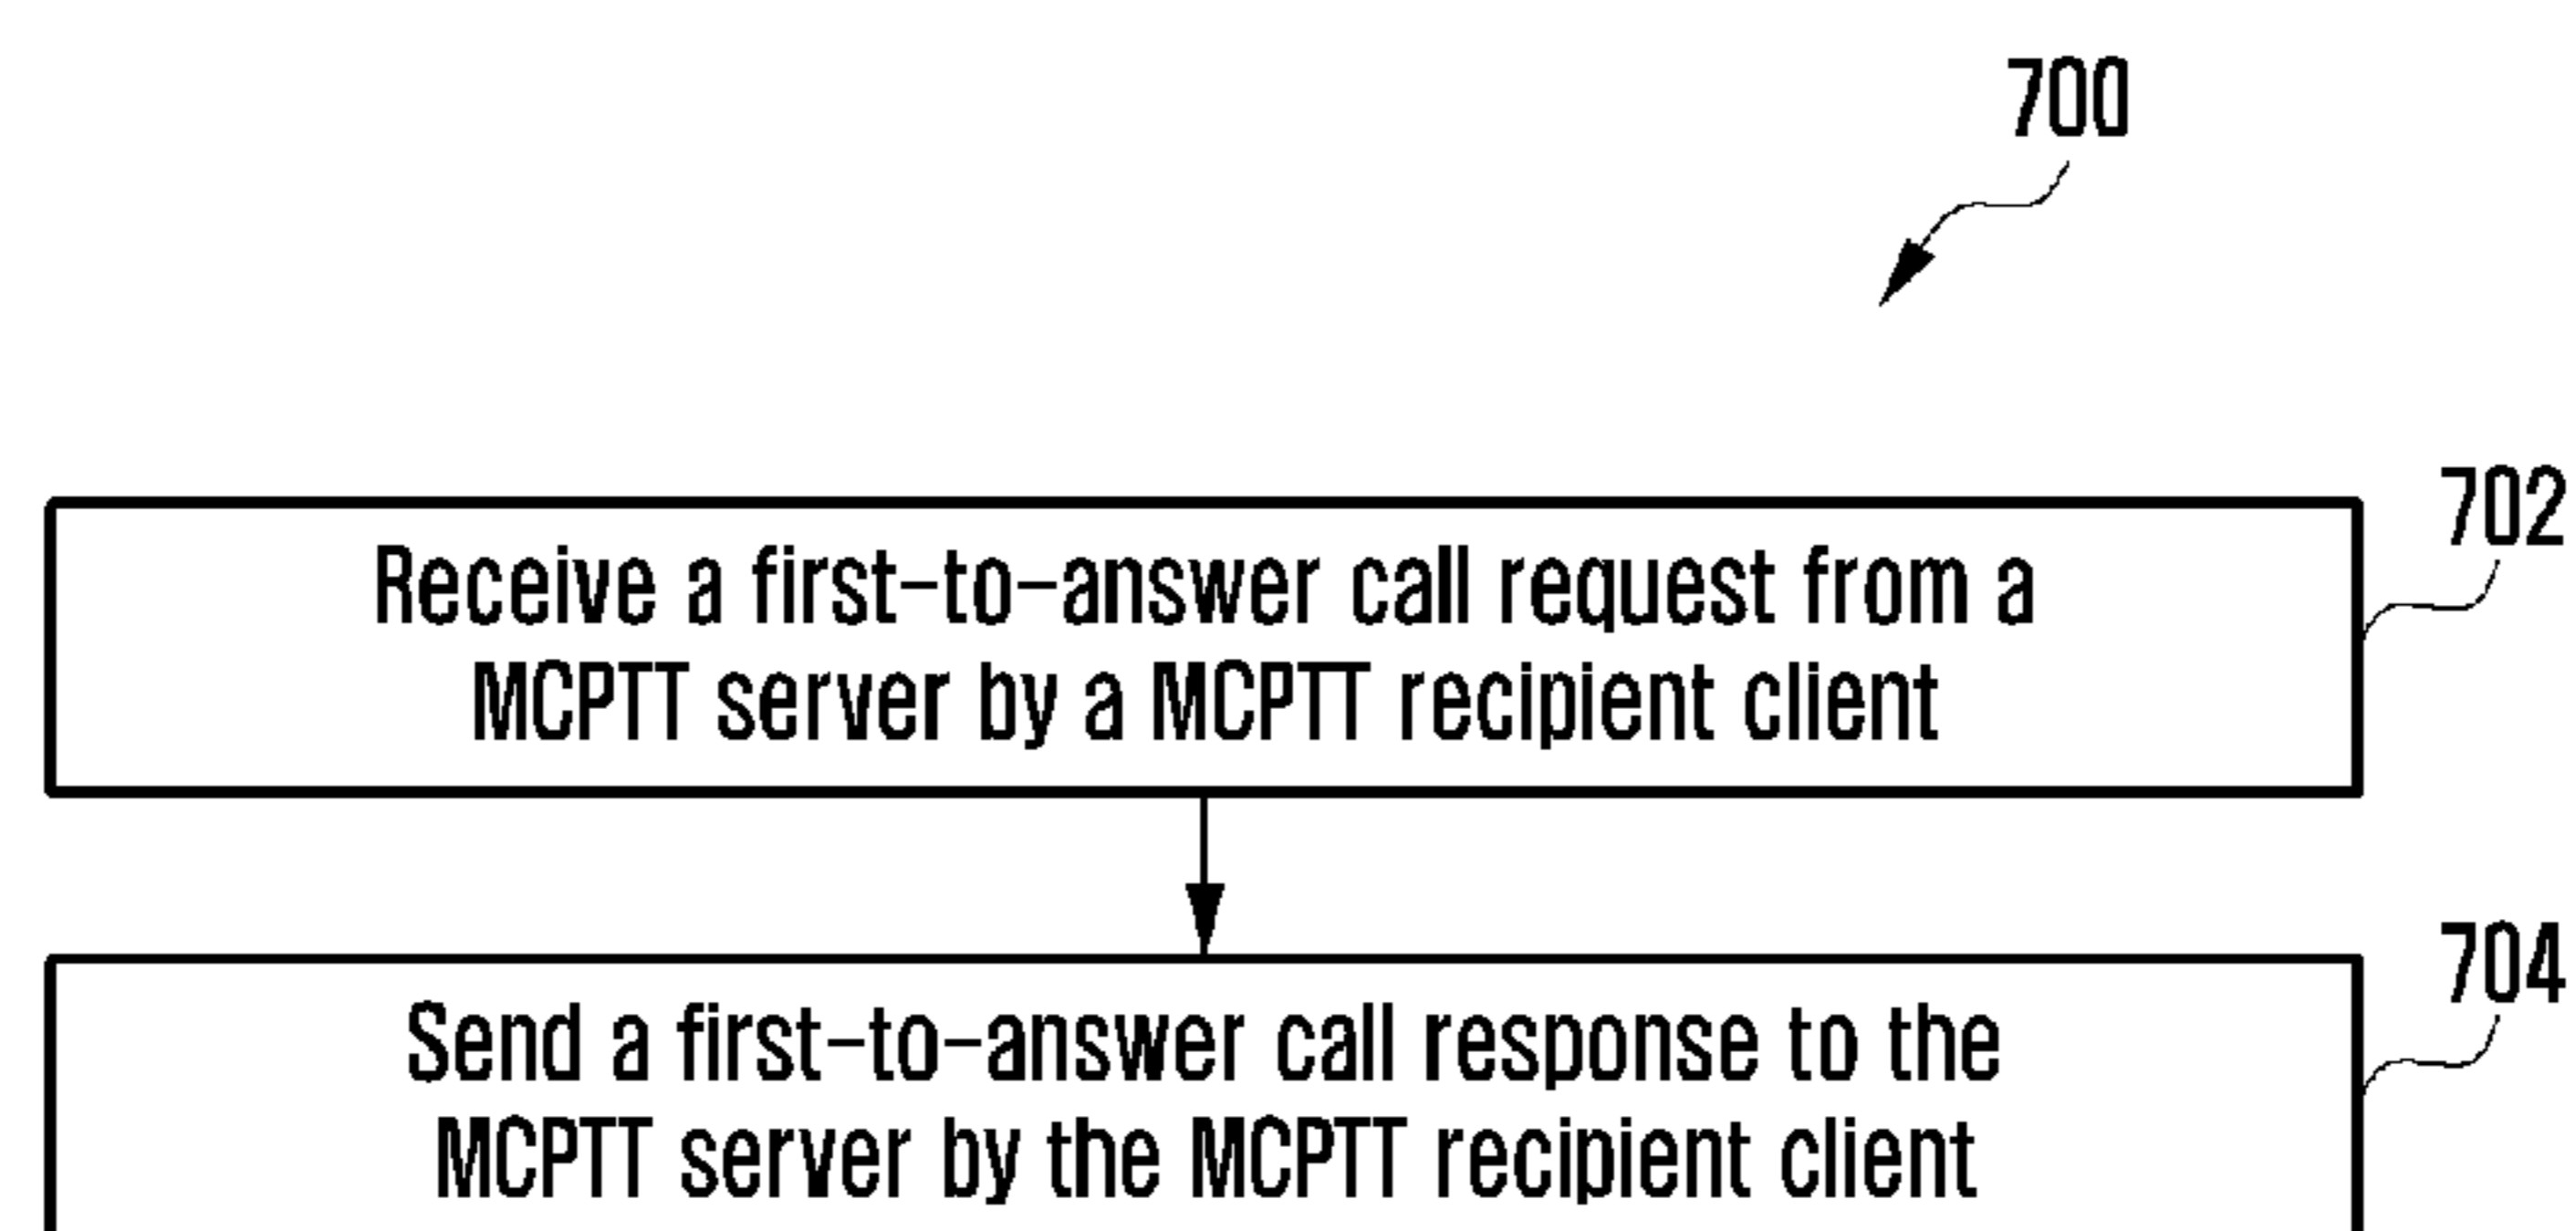 700
702
Receive a first-to-answer call request from a
MCPTT server by a MCPTT recipient client
704
Send a first-to-answer call response to the
MCPTT server by the MCPTT recipient client